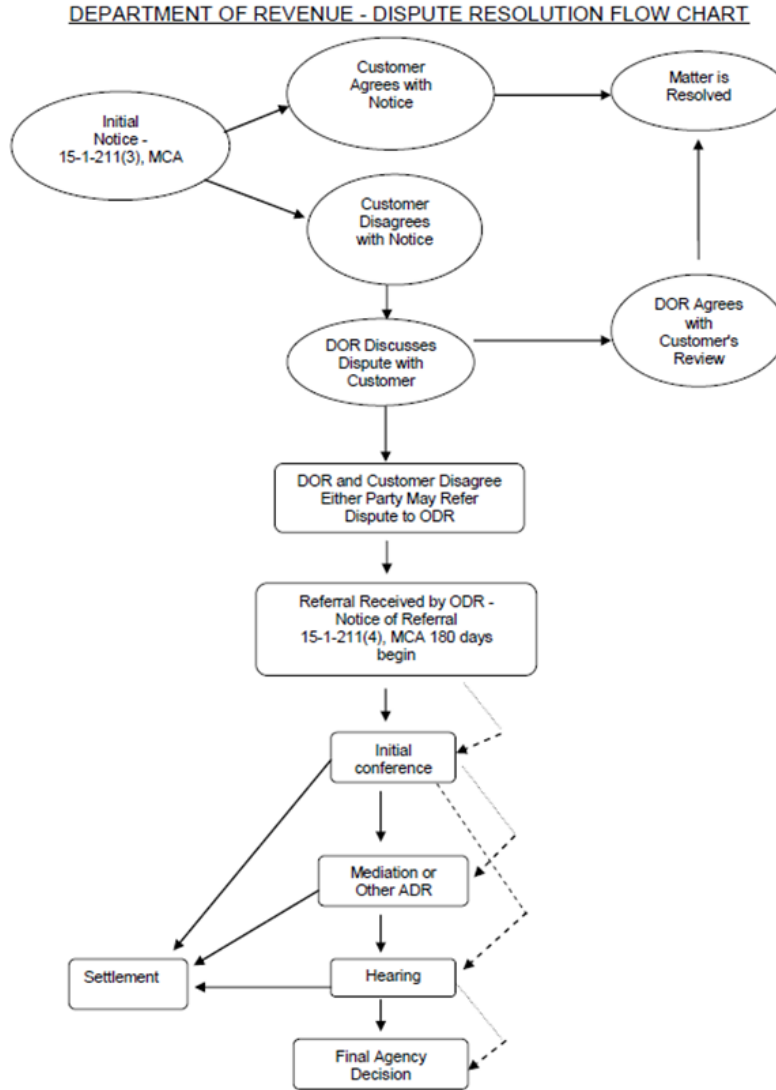 DEPARTMENT OF REVENUE - DISPUTE RESOLUTION FLOW CHART
Customer
Agrees with
Notice
Matter is
Resolved
Initial
Notice -
15-1-211(3), MCA
Customer
Disagrees
with Notice
DOR Agrees
with
Customer's
Review
DOR Discusses
Dispute with
Customer
DOR and Customer Disagree
Either Party May Refer
Dispute to ODR
Referral Received by ODR -
Notice of Referral
15-1-211(4), MCA 180 days
begin
Initial
conference
Mediation or
Other ADR
Settlement
Hearing
Final Agency
Decision